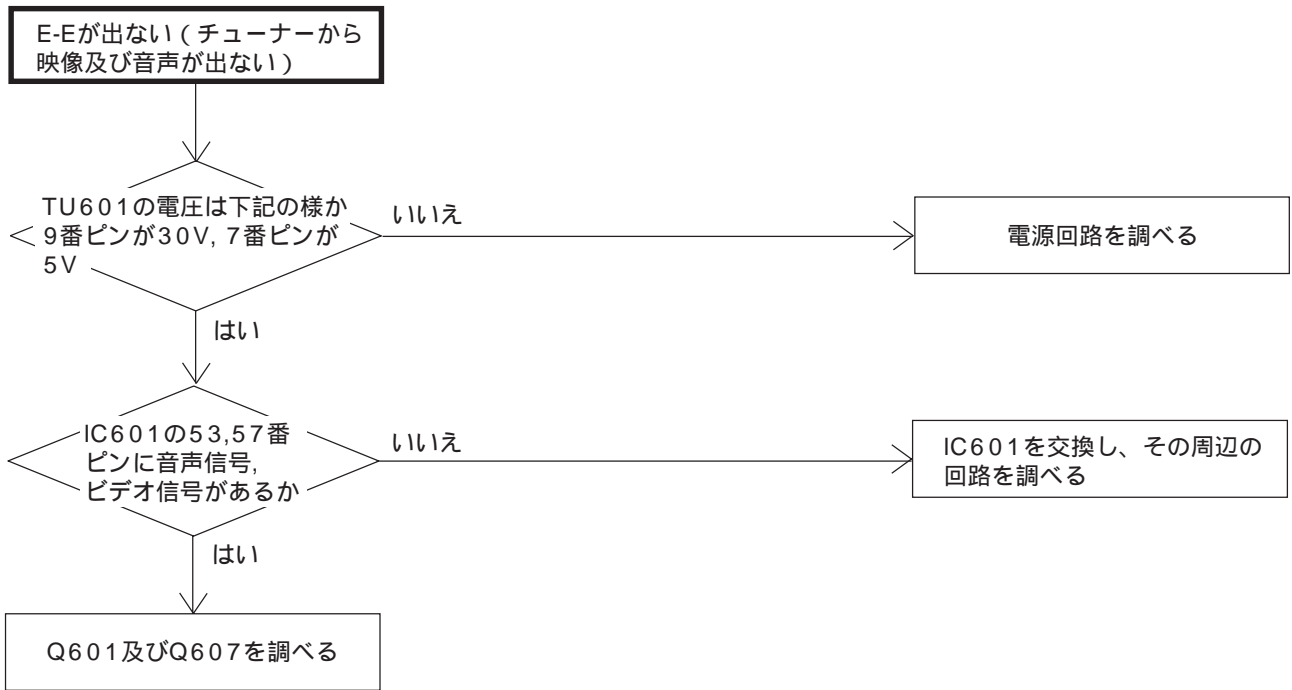 E-Eが出ない（チューナーから
映像及び音声が出ない）
TU601の電圧は下記の様か
9番ピンが30V, 7番ピンが
5V
いいえ
電源回路を調べる
はい
IC601の53,57番
ピンに音声信号,
ビデオ信号があるか
いいえ
IC601を交換し、その周辺の
回路を調べる
はい
Q601及びQ607を調べる